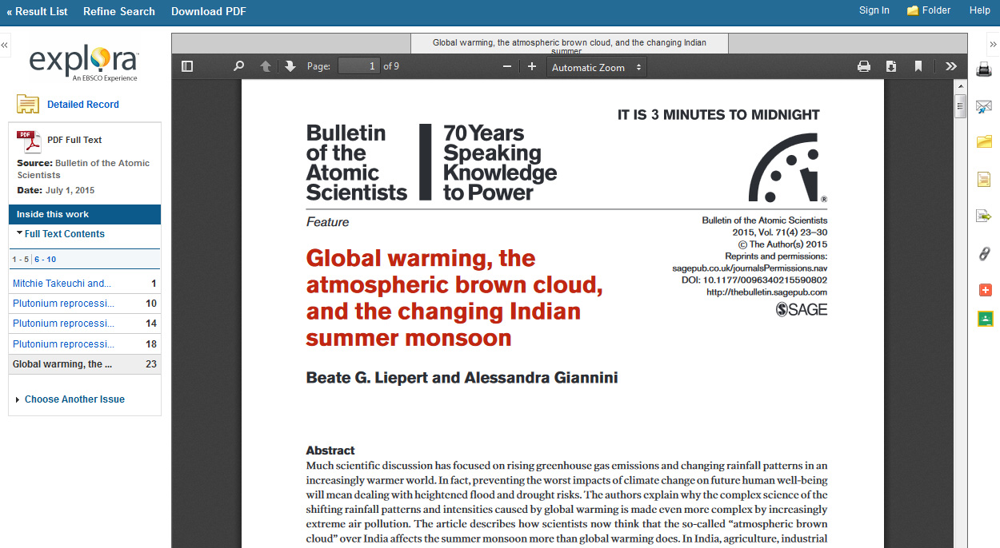 « Result List Refine Search Download PDF Sign In Folder Help
«
explora™
An EBSCO Experience
Detailed Record
PDF
PDF Full Text
Source: Bulletin of the Atomic
Scientists
Date: July 1, 2015
Inside this work
Full Text Contents
1 - 5 6 - 10
Mitchie Takeuchi and... 1
Plutonium reprocessi... 10
Plutonium reprocessi... 14
Plutonium reprocessi... 18
Global warming, the ... 23
Choose Another Issue
Global warming, the atmospheric brown cloud, and the changing Indian
summer
Page: 1 of 9 Automatic Zoom
»
IT IS 3 MINUTES TO MIDNIGHT
Bulletin
of the
Atomic
Scientists
70 Years
Speaking
Knowledge
to Power
®
Feature
Global warming, the
atmospheric brown cloud,
and the changing Indian
summer monsoon
Bulletin of the Atomic Scientists
2015, Vol. 71(4) 23–30
© The Author(s) 2015
Reprints and permissions:
sagepub.co.uk/journalsPermissions.nav
DOI: 10.1177/0096340215590802
http://thebulletin.sagepub.com
SAGE
Beate G. Liepert and Alessandra Giannini
Abstract
Much scientific discussion has focused on rising greenhouse gas emissions and changing rainfall patterns in an
increasingly warmer world. In fact, preventing the worst impacts of climate change on future human well-being
will mean dealing with heightened flood and drought risks. The authors explain why the complex science of the
shifting rainfall patterns and intensities caused by global warming is made even more complex by increasingly
extreme air pollution. The article describes how scientists now think that the so-called “atmospheric brown
cloud” over India affects the summer monsoon more than global warming does. In India, agriculture, industrial
»